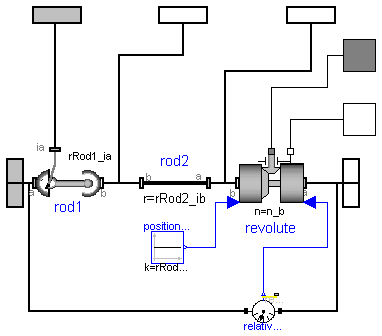 ia
rRod1_ia
rod2
b
a
b
a
a
b
rod1
r=rRod2_ib
n=n_b
revolute
position...
k=rRod...
relativ...